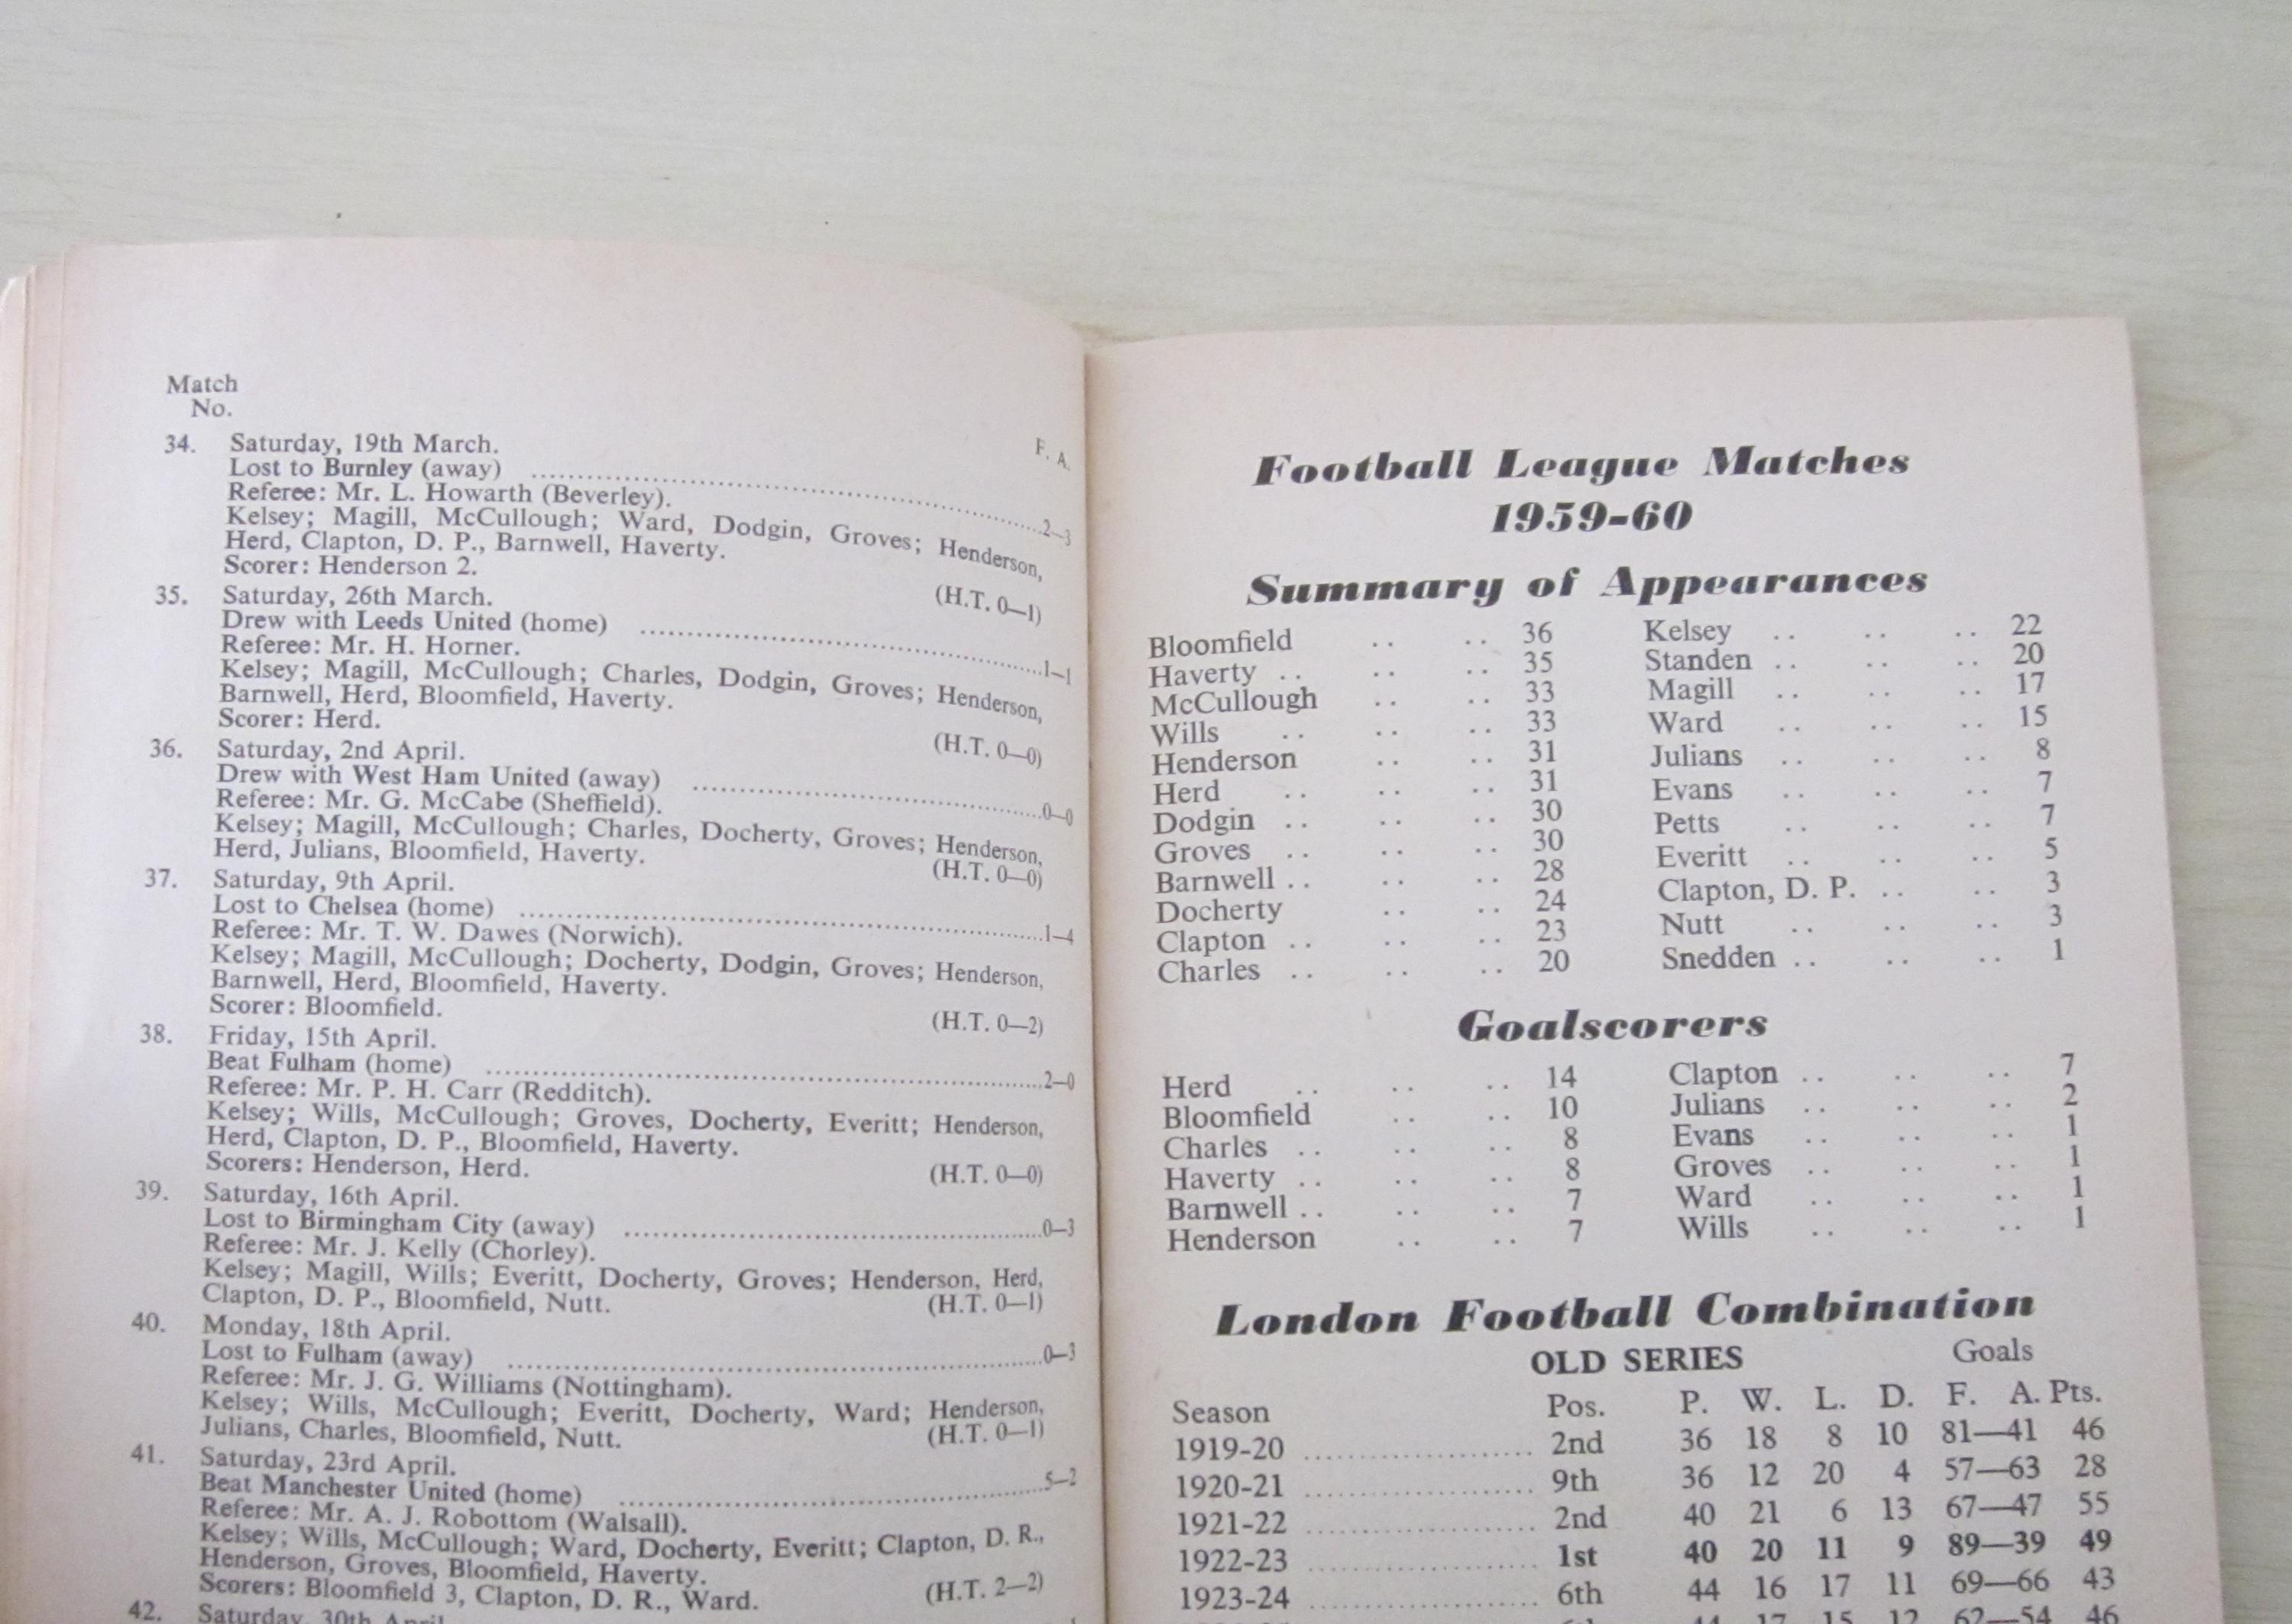 Match
No.
F. A.
34. Saturday, 19th March.
Lost to Burnley (away) ........ 2—3
Referee: Mr. L. Howarth (Beverley).
Kelsey; Magill, McCullough; Ward, Dodgin, Groves; Henderson,
Herd, Clapton, D. P., Barnwell, Haverty.
Scorer: Henderson 2. (H.T. 0—1)
35. Saturday, 26th March.
Drew with Leeds United (home) ........ 1—1
Referee: Mr. H. Horner.
Kelsey; Magill, McCullough; Charles, Dodgin, Groves; Henderson,
Barnwell, Herd, Bloomfield, Haverty.
Scorer: Herd. (H.T. 0—0)
36. Saturday, 2nd April.
Drew with West Ham United (away) ........ 0—0
Referee: Mr. G. McCabe (Sheffield).
Kelsey; Magill, McCullough; Charles, Docherty, Groves; Henderson,
Herd, Julians, Bloomfield, Haverty. (H.T. 0—0)
37. Saturday, 9th April.
Lost to Chelsea (home) ........ 1—4
Referee: Mr. T. W. Dawes (Norwich).
Kelsey; Magill, McCullough; Docherty, Dodgin, Groves; Henderson,
Barnwell, Herd, Bloomfield, Haverty.
Scorer: Bloomfield. (H.T. 0—2)
38. Friday, 15th April.
Beat Fulham (home) ........ 2—0
Referee: Mr. P. H. Carr (Redditch).
Kelsey; Wills, McCullough; Groves, Docherty, Everitt; Henderson,
Herd, Clapton, D. P., Bloomfield, Haverty.
Scorers: Henderson, Herd. (H.T. 0—0)
39. Saturday, 16th April.
Lost to Birmingham City (away) ........ 0—3
Referee: Mr. J. Kelly (Chorley).
Kelsey; Magill, Wills; Everitt, Docherty, Groves; Henderson, Herd,
Clapton, D. P., Bloomfield, Nutt. (H.T. 0—1)
40. Monday, 18th April.
Lost to Fulham (away) ........ 0—3
Referee: Mr. J. G. Williams (Nottingham).
Kelsey; Wills, McCullough; Everitt, Docherty, Ward; Henderson,
Julians, Charles, Bloomfield, Nutt. (H.T. 0—1)
41. Saturday, 23rd April.
Beat Manchester United (home) ........ 5—2
Referee: Mr. A. J. Robottom (Walsall).
Kelsey; Wills, McCullough; Ward, Docherty, Everitt; Clapton, D. R.,
Henderson, Groves, Bloomfield, Haverty.
Scorers: Bloomfield 3, Clapton, D. R., Ward. (H.T. 2—2)
42. Saturday, 30th April
Football League Matches
1959-60
Summary of Appearances
Bloomfield .. .. 36 Kelsey .. .. .. 22
Haverty .. .. .. 35 Standen .. .. .. 20
McCullough .. .. 33 Magill .. .. .. 17
Wills .. .. .. 33 Ward .. .. .. 15
Henderson .. .. 31 Julians .. .. .. 8
Herd .. .. .. 31 Evans .. .. .. 7
Dodgin .. .. .. 30 Petts .. .. .. 7
Groves .. .. .. 30 Everitt .. .. .. 5
Barnwell .. .. .. 28 Clapton, D. P. .. .. 3
Docherty .. .. 24 Nutt .. .. .. 3
Clapton .. .. .. 23 Snedden .. .. .. 1
Charles .. .. .. 20
Goalscorers
Herd .. .. .. 14 Clapton .. .. .. 7
Bloomfield .. .. 10 Julians .. .. .. 2
Charles .. .. .. 8 Evans .. .. .. 1
Haverty .. .. .. 8 Groves .. .. .. 1
Barnwell .. .. .. 7 Ward .. .. .. 1
Henderson .. .. 7 Wills .. .. .. 1
London Football Combination
OLD SERIES Goals
Season Pos. P. W. L. D. F. A. Pts.
1919-20 ........ 2nd 36 18 8 10 81—41 46
1920-21 ........ 9th 36 12 20 4 57—63 28
1921-22 ........ 2nd 40 21 6 13 67—47 55
1922-23 ........ 1st 40 20 11 9 89—39 49
1923-24 ........ 6th 44 16 17 11 69—66 43
44 17 15 12 62—54 46